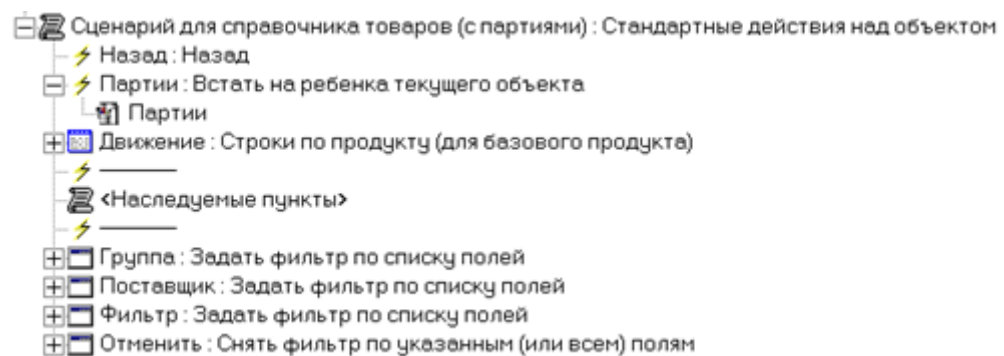 Сценарий для справочника товаров (с партиями) : Стандартные действия над объектом
Назад : Назад
Партии : Встать на ребенка текущего объекта
Партии
Движение : Строки по продукту (для базового продукта)
————
<Наследуемые пункты>
————
Группа : Задать фильтр по списку полей
Поставщик : Задать фильтр по списку полей
Фильтр : Задать фильтр по списку полей
Отменить : Снять фильтр по указанным (или всем) полям